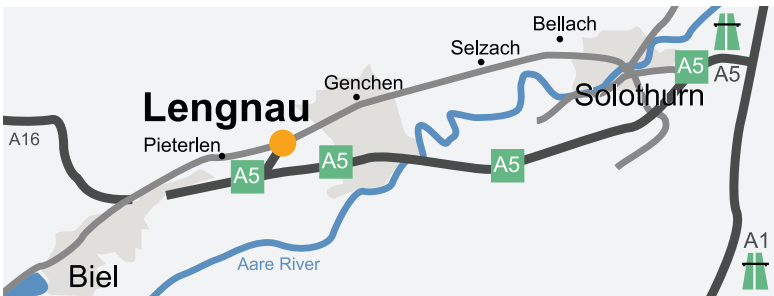 Bellach
Selzach
A5
A5
Genchen
Solothurn
Lengnau
A16
Pieterlen
A5
A5
A5
A1
Aare River
Biel